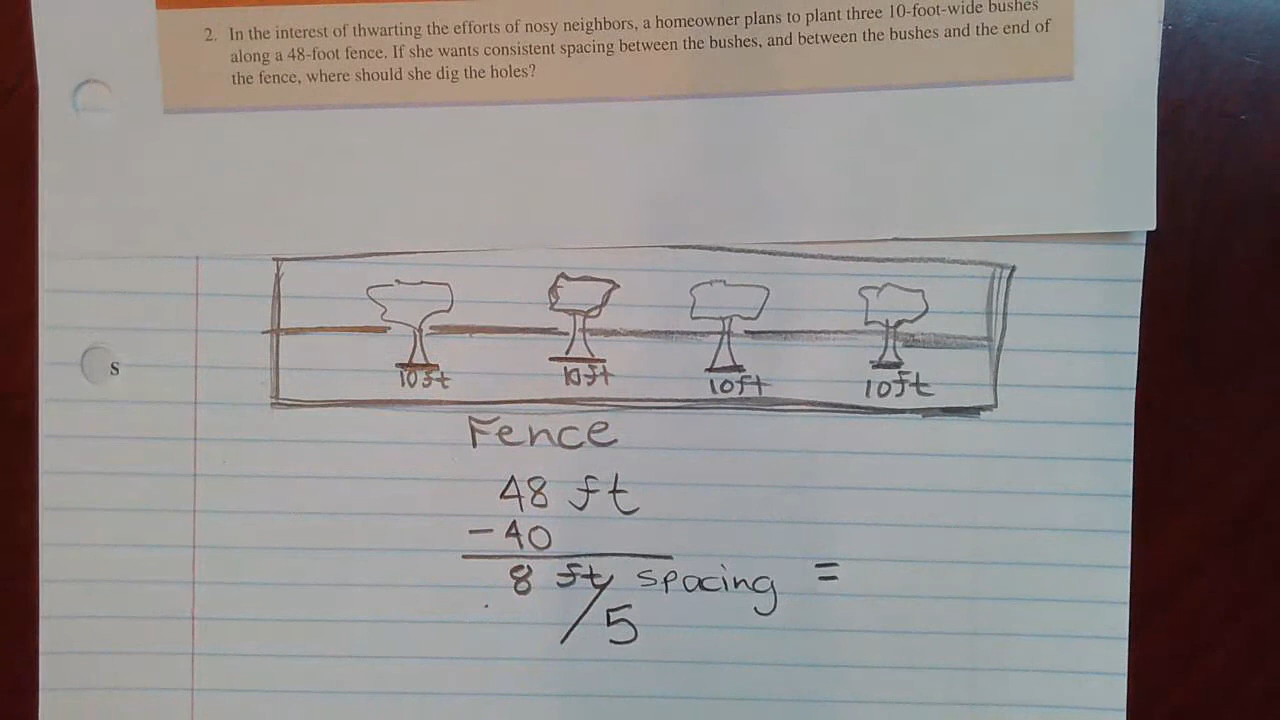 2. In the interest of thwarting the efforts of nosy neighbors, a homeowner plans to plant three 10-foot-wide bushes
along a 48-foot fence. If she wants consistent spacing between the bushes, and between the bushes and the end of
the fence, where should she dig the holes?
s
10ft 10ft 10ft 10ft
Fence
48 ft
-40
8 ft spacing =
/5